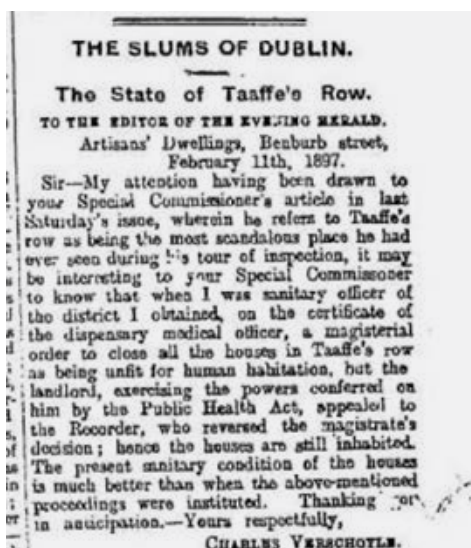 THE SLUMS OF DUBLIN.
The State of Taaffe's Row.
TO THE EDITOR OF THE EVENING HERALD.
Artisans' Dwellings, Benburb street,
February 11th, 1897.
Sir—My attention having been drawn to
your Special Commissioner's article in last
Saturday's issue, wherein he refers to Taaffe's
row as being the most scandalous place he had
ever seen during his tour of inspection, it may
be interesting to your Special Commissioner
to know that when I was sanitary officer of
the district I obtained, on the certificate of
the dispensary medical officer, a magisterial
order to close all the houses in Taaffe's row
as being unfit for human habitation, but the
landlord, exercising the powers conferred on
him by the Public Health Act, appealed to
the Recorder, who reversed the magistrate's
decision; hence the houses are still inhabited.
The present sanitary condition of the houses
is much better than when the above-mentioned
proceedings were instituted. Thanking
in anticipation.—Yours respectfully,
CHARLES VERSCHOYLE.